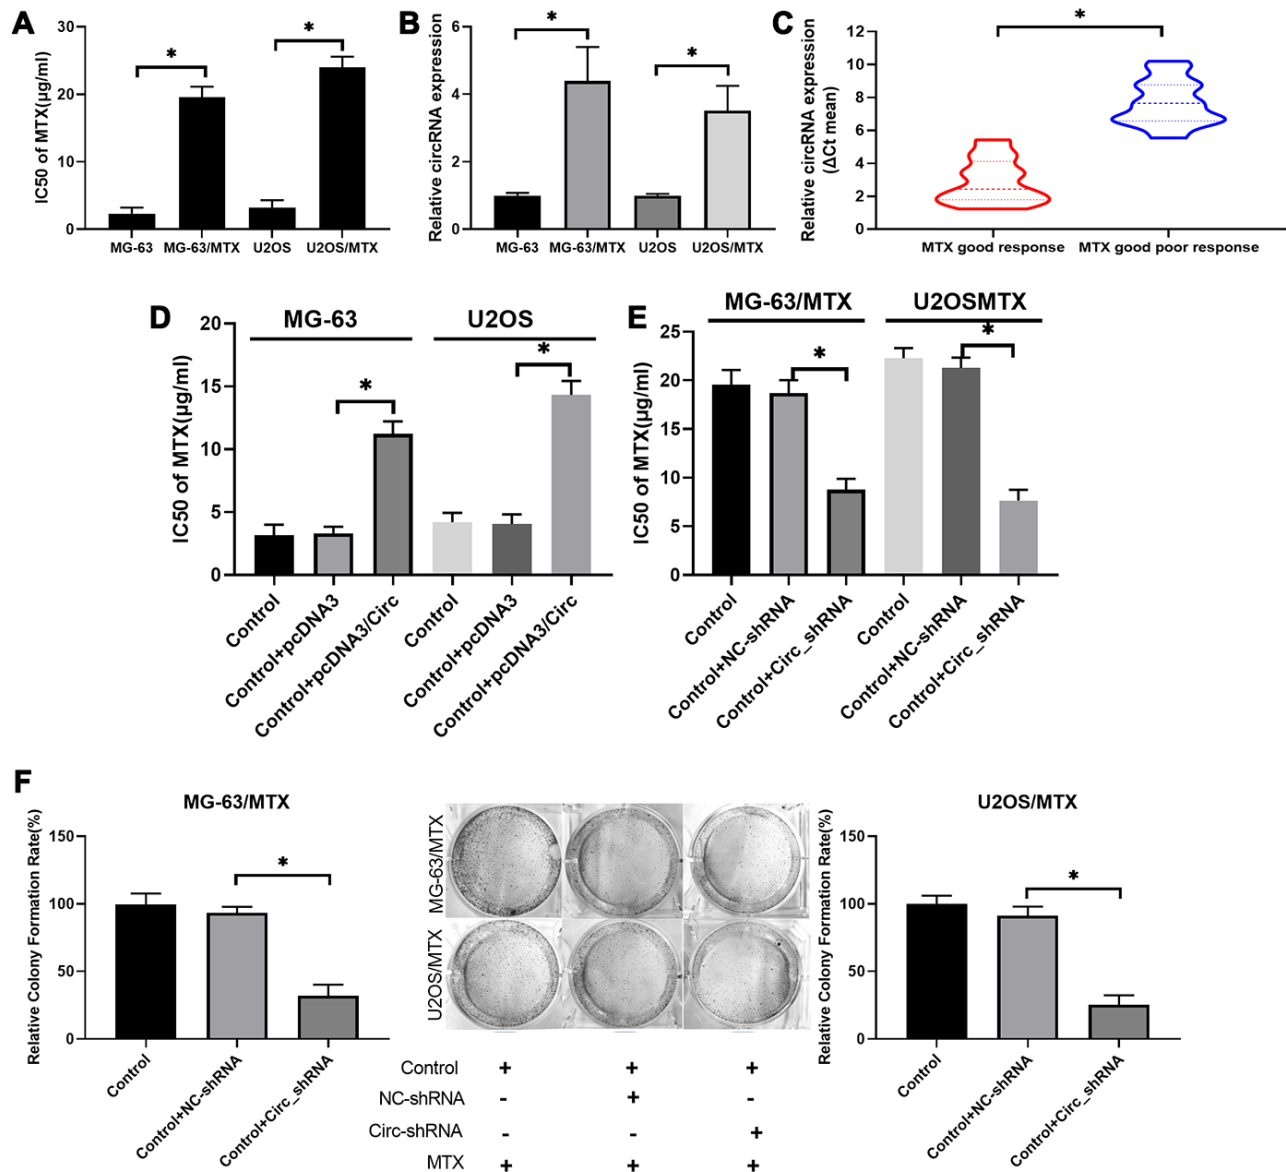 A
IC50 of MTX(μg/ml)
30
20
10
0
*
*
MG-63
MG-63/MTX
U2OS
U2OS/MTX
B
Relative circRNA expression
6
4
2
0
*
*
MG-63
MG-63/MTX
U2OS
U2OS/MTX
C
Relative circRNA expression
(ΔCt mean)
12
10
8
6
4
2
0
*
MTX good response
MTX good poor response
D
IC50 of MTX(μg/ml)
20
15
10
5
0
MG-63
U2OS
*
*
Control
Control+pcDNA3
Control+pcDNA3/Circ
Control
Control+pcDNA3
Control+pcDNA3/Circ
E
IC50 of MTX(μg/ml)
25
20
15
10
5
0
MG-63/MTX
U2OSMTX
*
*
Control
Control+NC-shRNA
Control+Circ_shRNA
Control
Control+NC-shRNA
Control+Circ_shRNA
F
MG-63/MTX
Relative Colony Formation Rate(%)
150
100
50
0
*
Control
Control+NC-shRNA
Control+Circ_shRNA
MG-63/MTX
U2OS/MTX
Control + + +
NC-shRNA - + -
Circ-shRNA - - +
MTX + + +
U2OS/MTX
Relative Colony Formation Rate(%)
150
100
50
0
*
Control
Control+NC-shRNA
Control+Circ_shRNA